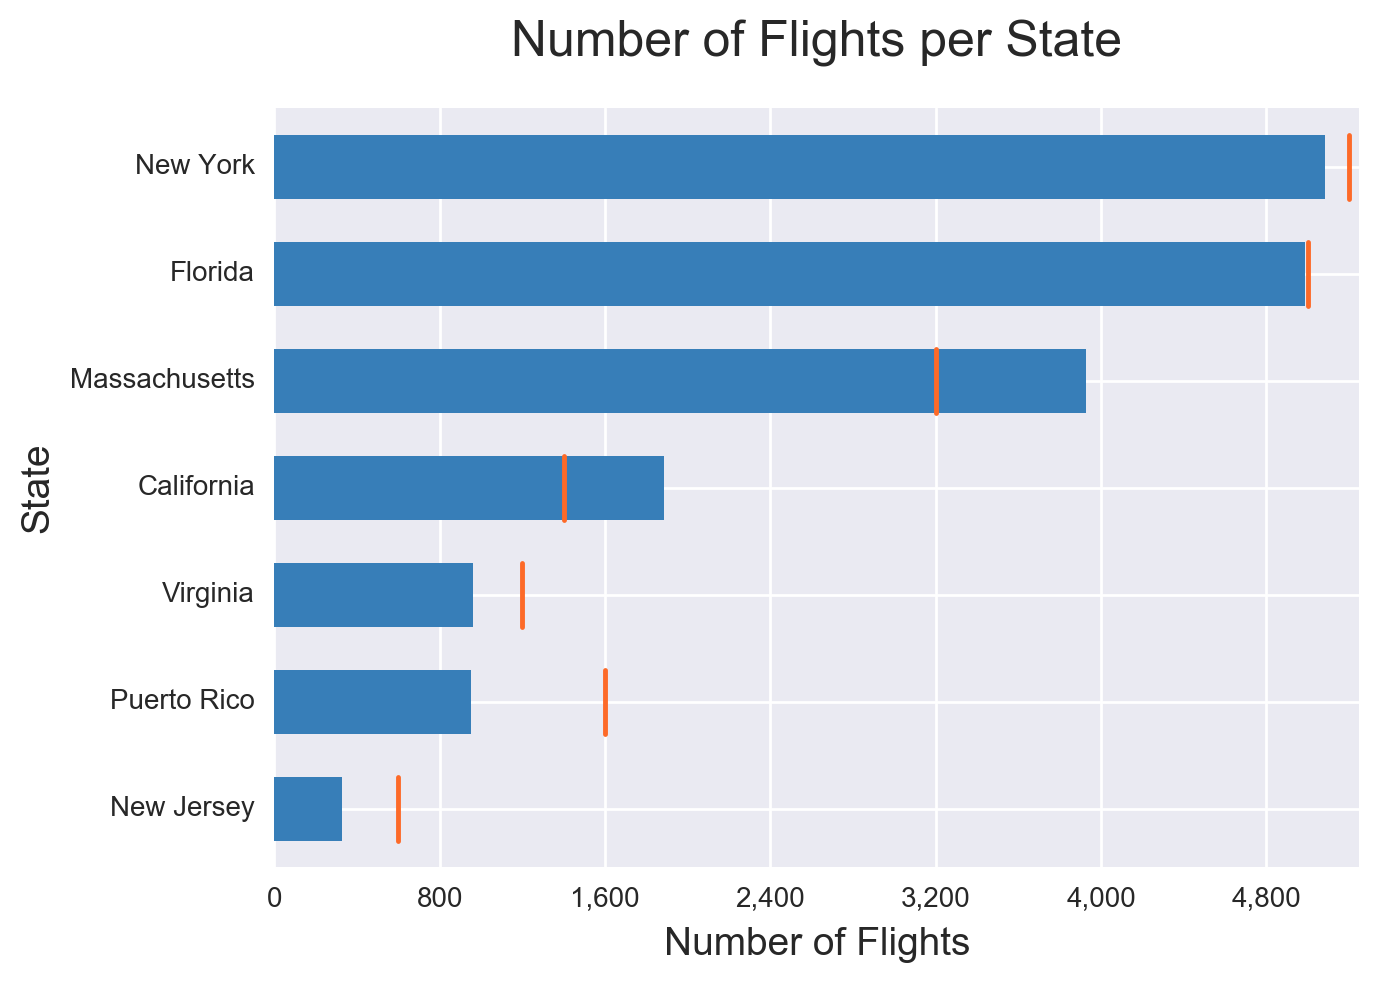 Number of Flights per State
New York
Florida
Massachusetts
California
Virginia
Puerto Rico
New Jersey
State
0 800 1,600 2,400 3,200 4,000 4,800
Number of Flights